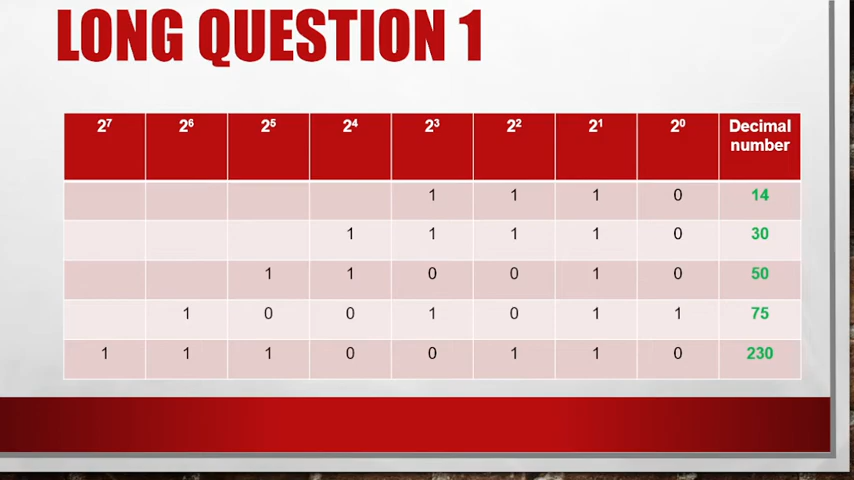 LONG QUESTION 1
2⁷ 2⁶ 2⁵ 2⁴ 2³ 2² 2¹ 2⁰ Decimal number
1 1 1 0 14
1 1 1 1 0 30
1 1 0 0 1 0 50
1 0 0 1 0 1 1 75
1 1 1 0 0 1 1 0 230